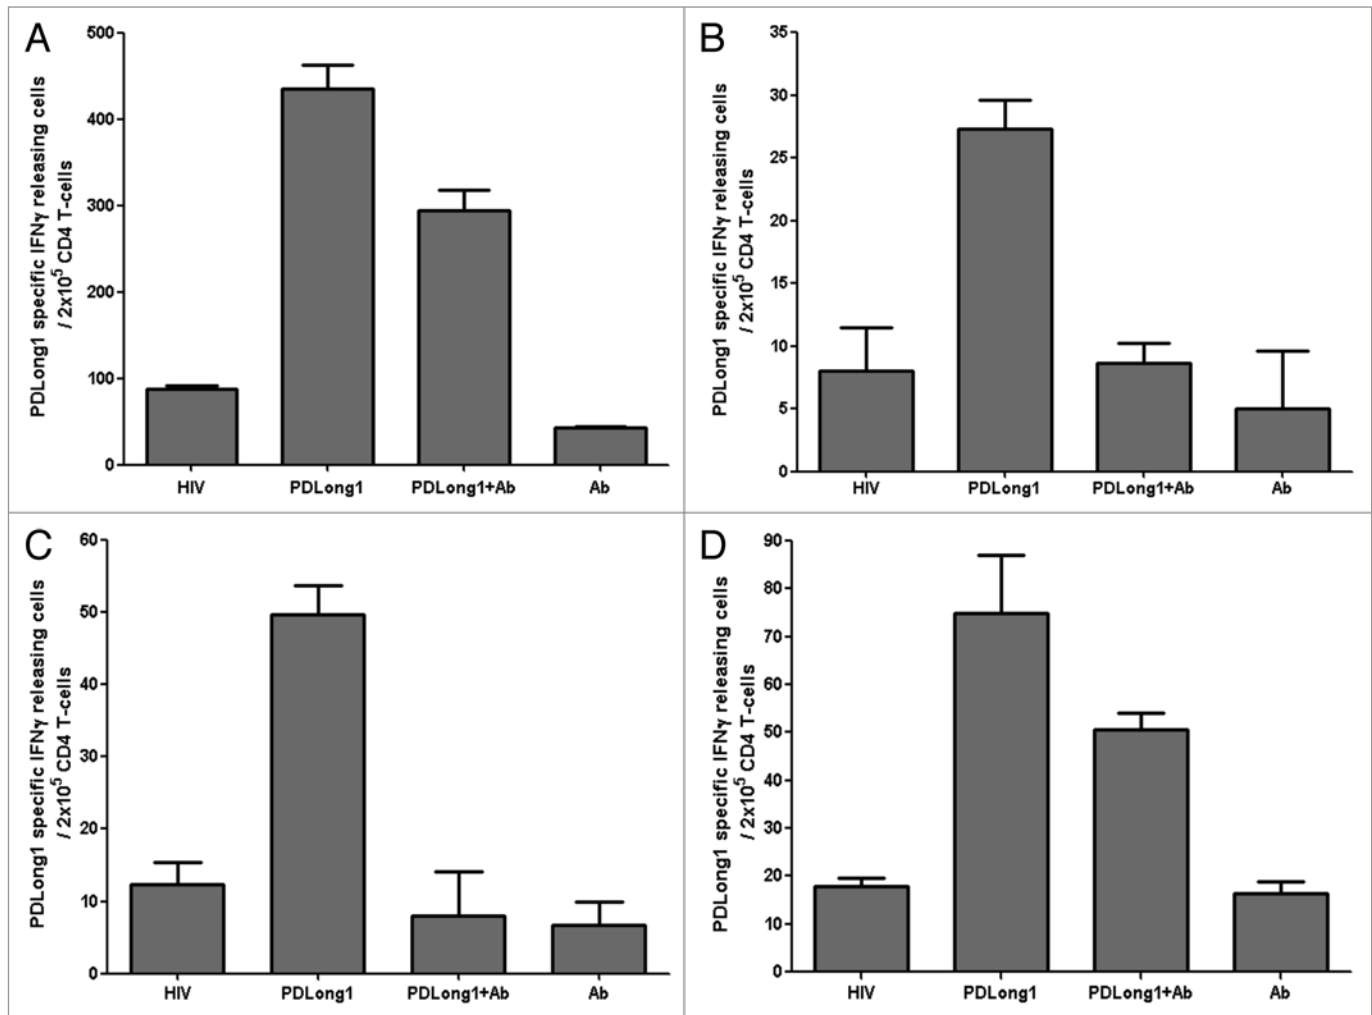 A
PDLong1 specific IFNγ releasing cells
/ 2x10⁵ CD4 T-cells
500
400
300
200
100
0
HIV PDLong1 PDLong1+Ab Ab
B
PDLong1 specific IFNγ releasing cells
/ 2x10⁵ CD4 T-cells
35
30
25
20
15
10
5
0
HIV PDLong1 PDLong1+Ab Ab
C
PDLong1 specific IFNγ releasing cells
/ 2x10⁵ CD4 T-cells
60
50
40
30
20
10
0
HIV PDLong1 PDLong1+Ab Ab
D
PDLong1 specific IFNγ releasing cells
/ 2x10⁵ CD4 T-cells
90
80
70
60
50
40
30
20
10
0
HIV PDLong1 PDLong1+Ab Ab